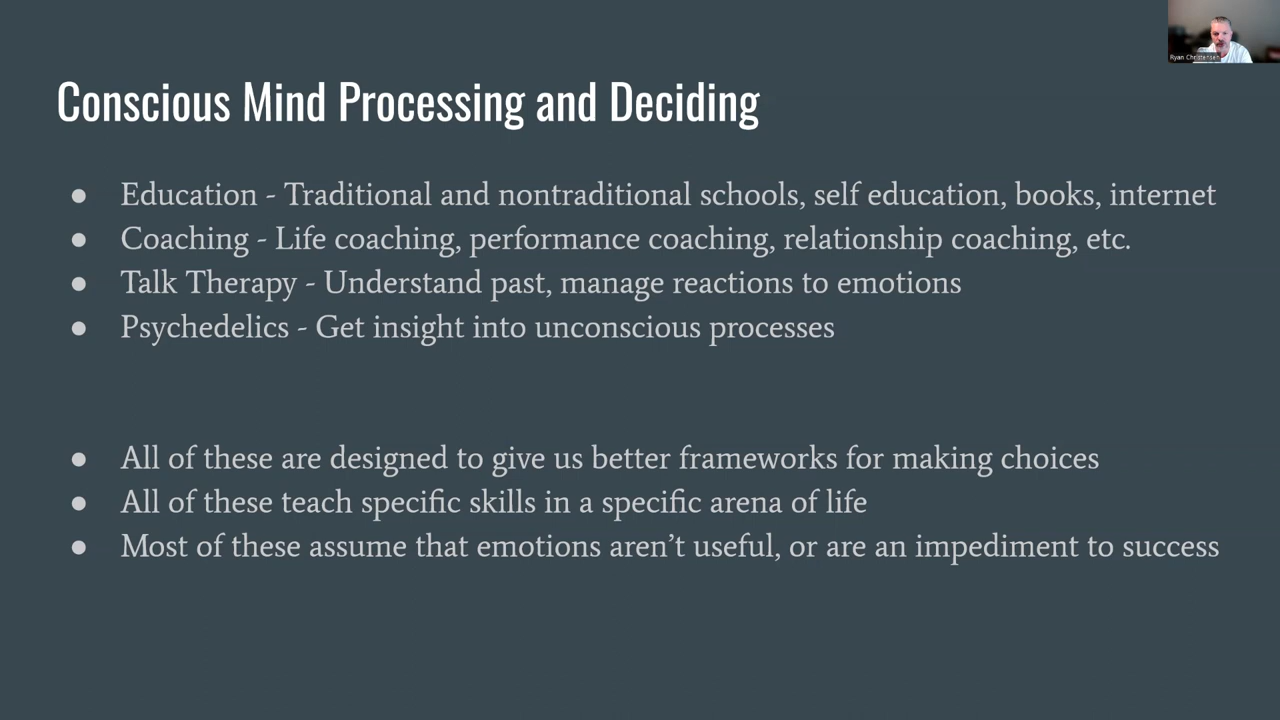 Ryan Christensen
Conscious Mind Processing and Deciding
● Education - Traditional and nontraditional schools, self education, books, internet
● Coaching - Life coaching, performance coaching, relationship coaching, etc.
● Talk Therapy - Understand past, manage reactions to emotions
● Psychedelics - Get insight into unconscious processes
● All of these are designed to give us better frameworks for making choices
● All of these teach specific skills in a specific arena of life
● Most of these assume that emotions aren’t useful, or are an impediment to success